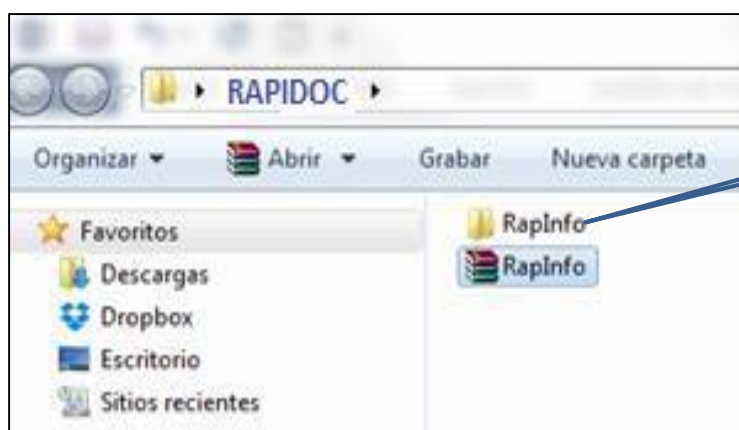 RAPIDOC
Organizar Abrir Grabar Nueva carpeta
Favoritos
Descargas
Dropbox
Escritorio
Sitios recientes
RapInfo
RapInfo